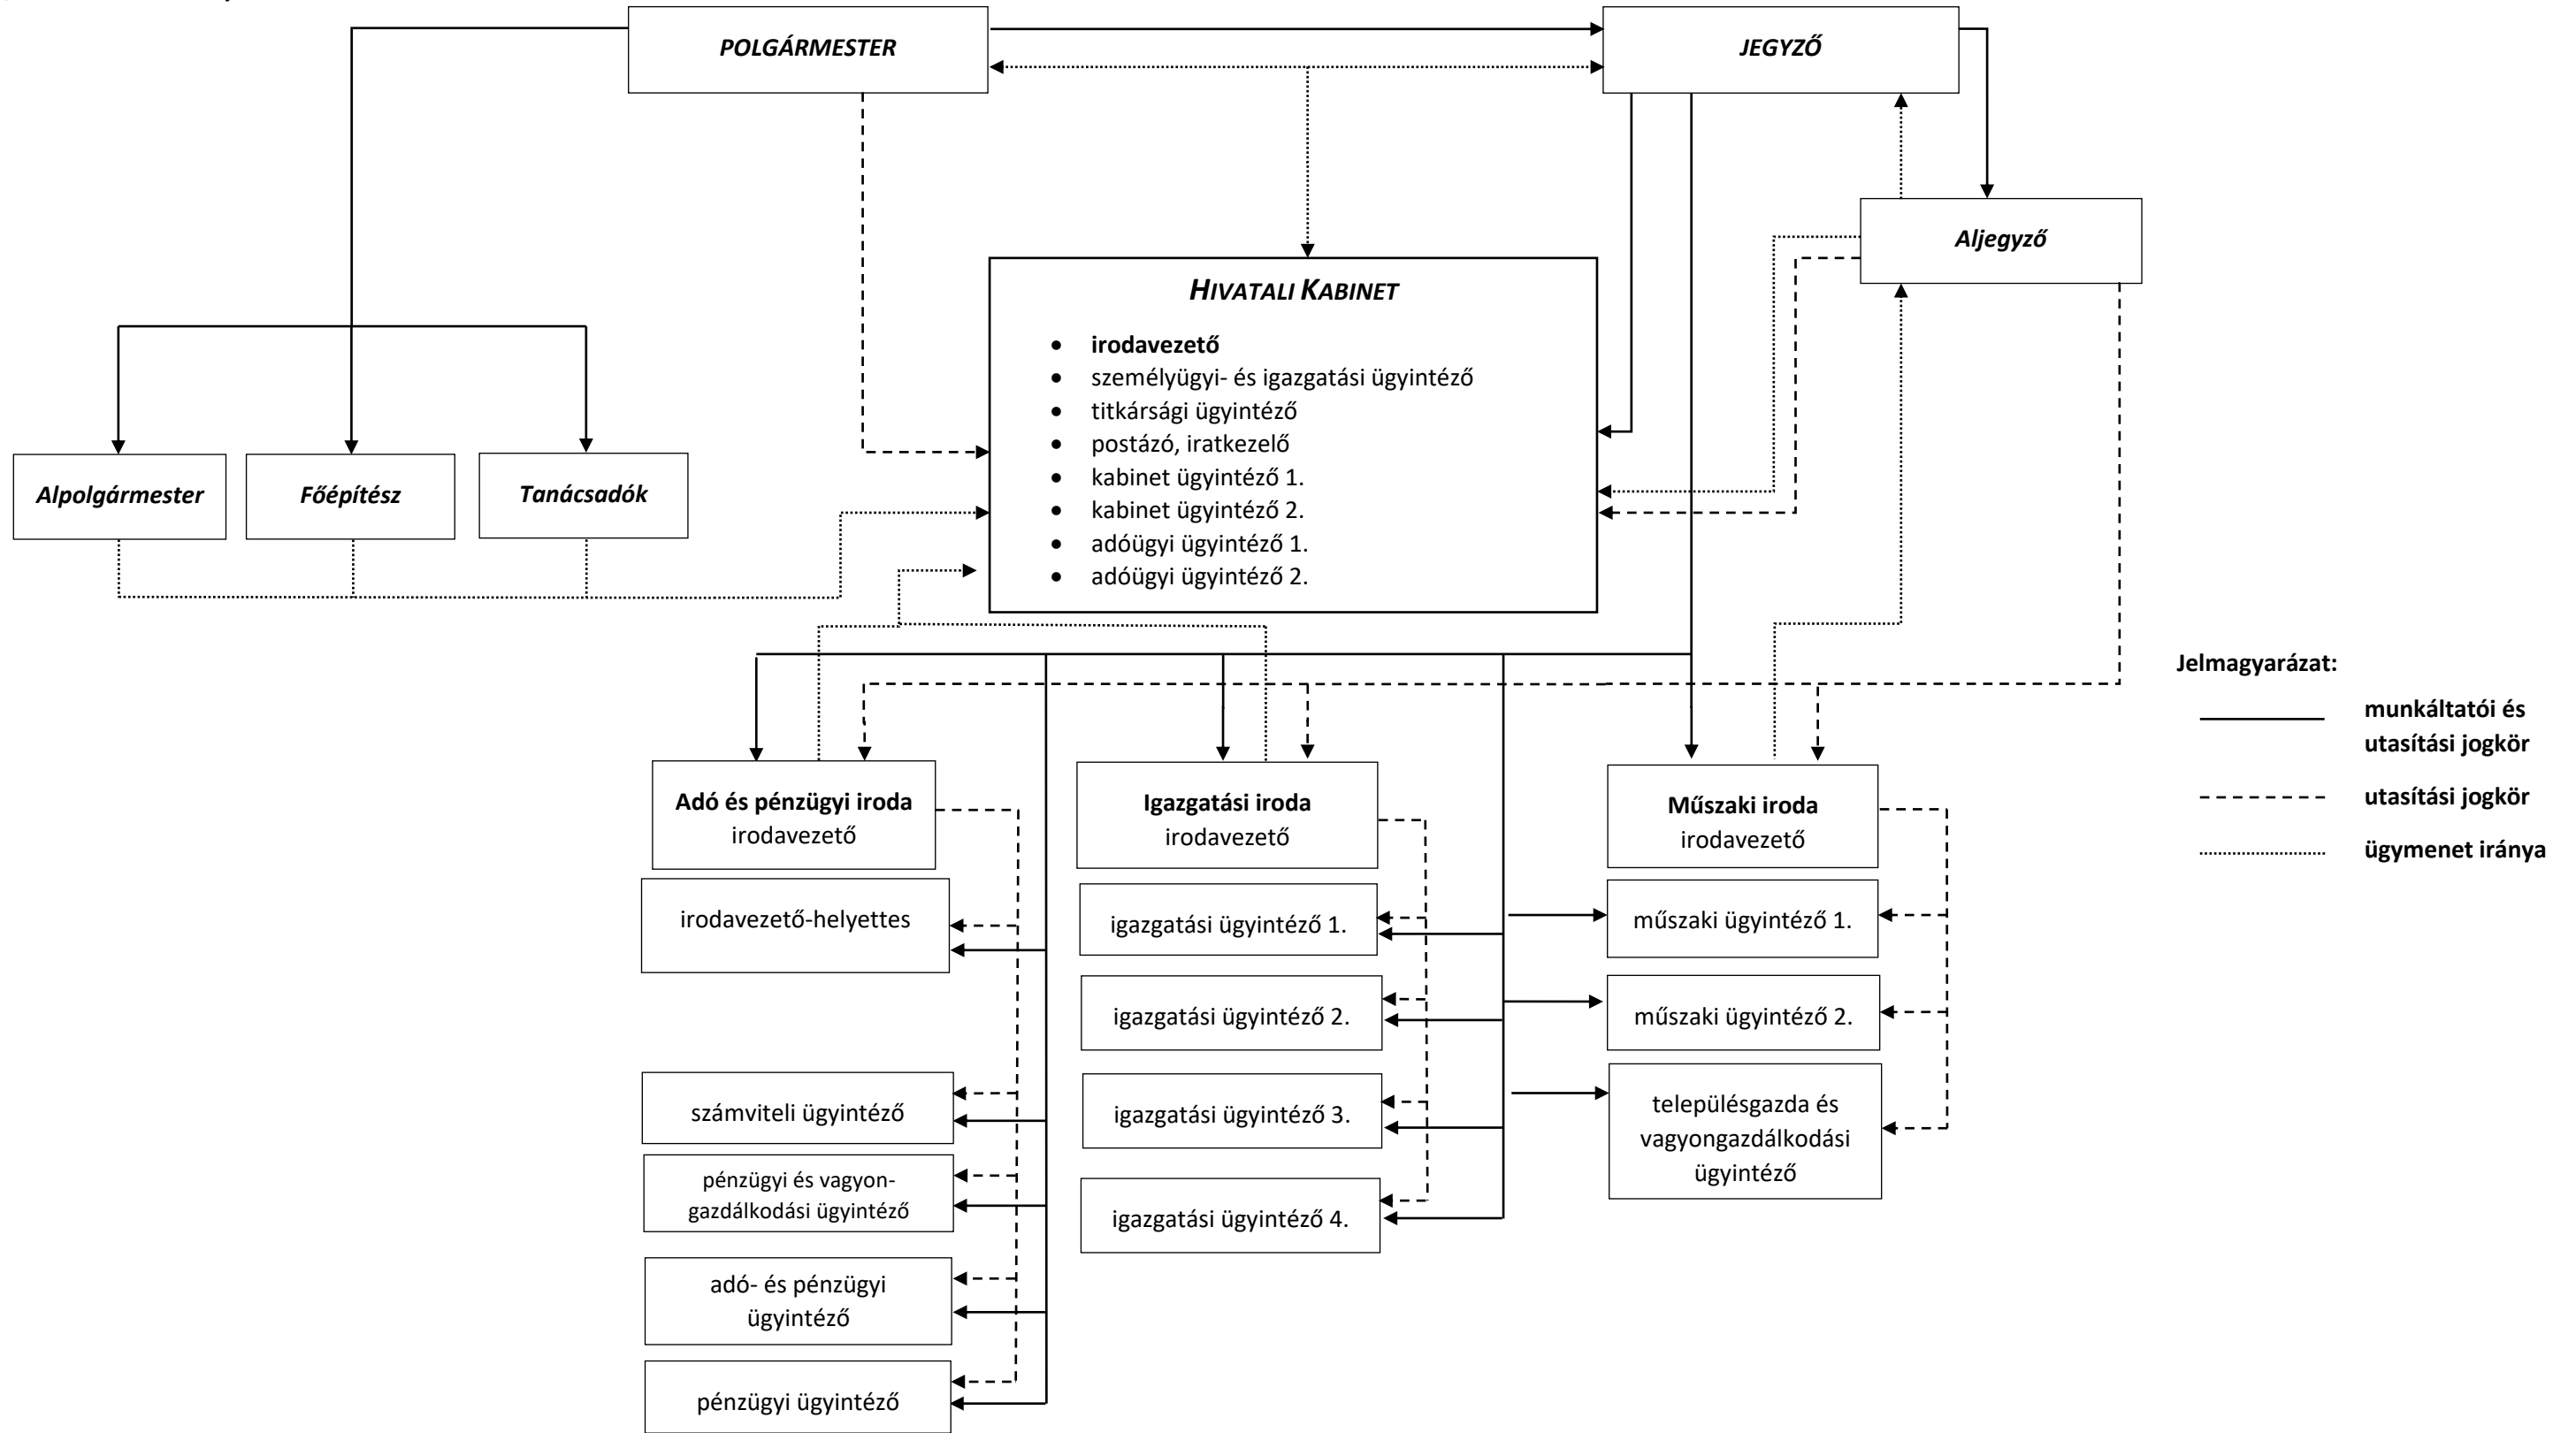 POLGÁRMESTER
JEGYZŐ
Aljegyző
HIVATALI KABINET
• irodavezető
• személyügyi- és igazgatási ügyintéző
• titkársági ügyintéző
• postázó, iratkezelő
• kabinet ügyintéző 1.
• kabinet ügyintéző 2.
• adóügyi ügyintéző 1.
• adóügyi ügyintéző 2.
Alpolgármester
Főépítész
Tanácsadók
Jelmagyarázat:
munkáltatói és
utasítási jogkör
utasítási jogkör
ügymenet iránya
Adó és pénzügyi iroda
irodavezető
irodavezető-helyettes
számviteli ügyintéző
pénzügyi és vagyon-
gazdálkodási ügyintéző
adó- és pénzügyi
ügyintéző
pénzügyi ügyintéző
Igazgatási iroda
irodavezető
igazgatási ügyintéző 1.
igazgatási ügyintéző 2.
igazgatási ügyintéző 3.
igazgatási ügyintéző 4.
Műszaki iroda
irodavezető
műszaki ügyintéző 1.
műszaki ügyintéző 2.
településgazda és
vagyongazdálkodási
ügyintéző